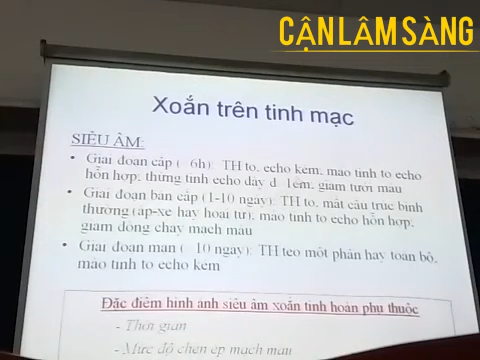 CẬN LÂM SÀNG
Xoắn trên tinh mạc
SIÊU ÂM:
• Giai đoạn cấp ( 6h): TH to, echo kém, mào tinh to echo
hỗn hợp; thừng tinh echo dày d 1cm, giảm tưới máu
• Giai đoạn bán cấp (1-10 ngày): TH to, mất cấu trúc bình
thường (áp-xe hay hoại tử); mào tinh to echo hỗn hợp;
giảm dòng chảy mạch máu
• Giai đoạn mạn ( 10 ngày): TH teo một phần hay toàn bộ,
mào tinh to echo kém
Đặc điểm hình ảnh siêu âm xoắn tinh hoàn phụ thuộc
- Thời gian
- Mức độ chèn ép mạch máu